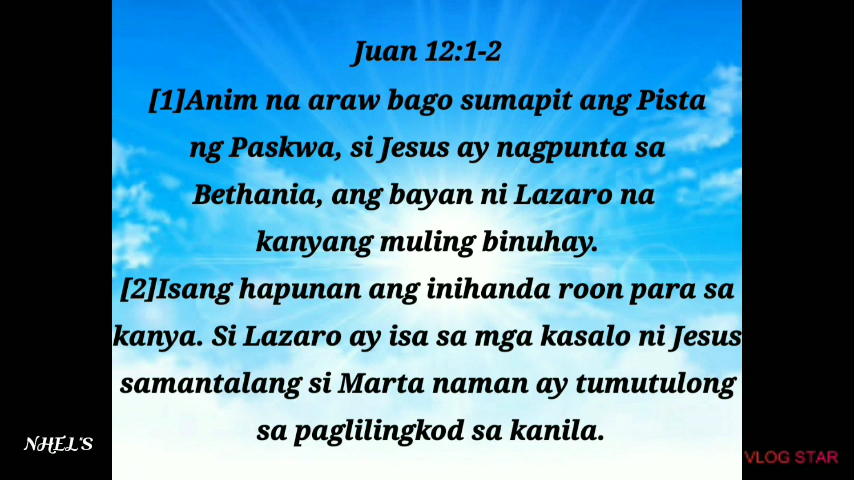 Juan 12:1-2
[1]Anim na araw bago sumapit ang Pista
ng Paskwa, si Jesus ay nagpunta sa
Bethania, ang bayan ni Lazaro na
kanyang muling binuhay.
[2]Isang hapunan ang inihanda roon para sa
kanya. Si Lazaro ay isa sa mga kasalo ni Jesus
samantalang si Marta naman ay tumutulong
sa paglilingkod sa kanila.
NHEL'S
VLOG STAR